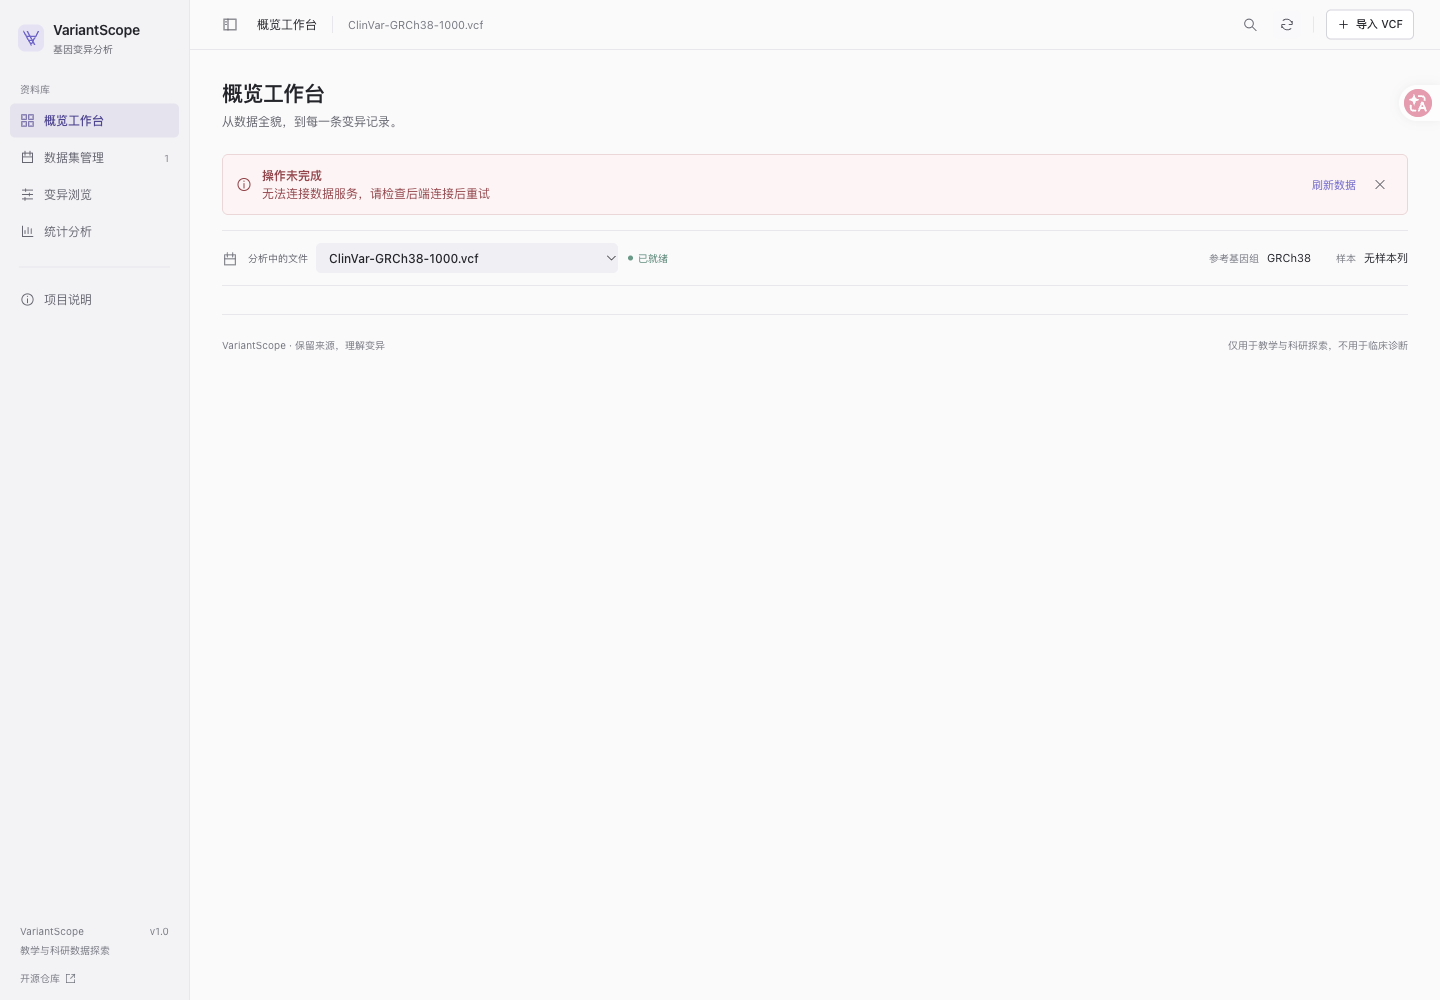 VariantScope
基因变异分析
资料库
概览工作台
数据集管理 1
变异浏览
统计分析
项目说明
VariantScope v1.0
教学与科研数据探索
开源仓库
概览工作台 ClinVar-GRCh38-1000.vcf 导入 VCF
概览工作台
从数据全貌，到每一条变异记录。
操作未完成
无法连接数据服务，请检查后端连接后重试
刷新数据
分析中的文件 ClinVar-GRCh38-1000.vcf 已就绪 参考基因组 GRCh38 样本 无样本列
VariantScope · 保留来源，理解变异 仅用于教学与科研探索，不用于临床诊断